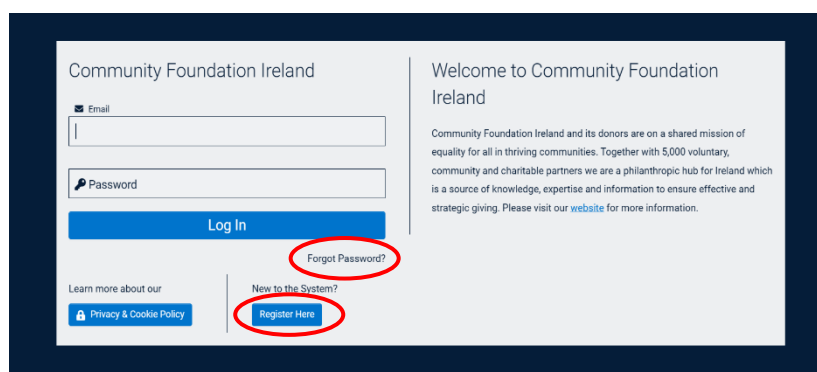 Community Foundation Ireland
Email
Password
Log In
Forgot Password?
Learn more about our
Privacy & Cookie Policy
New to the System?
Register Here
Welcome to Community Foundation
Ireland
Community Foundation Ireland and its donors are on a shared mission of
equality for all in thriving communities. Together with 5,000 voluntary,
community and charitable partners we are a philanthropic hub for Ireland which
is a source of knowledge, expertise and information to ensure effective and
strategic giving. Please visit our website for more information.